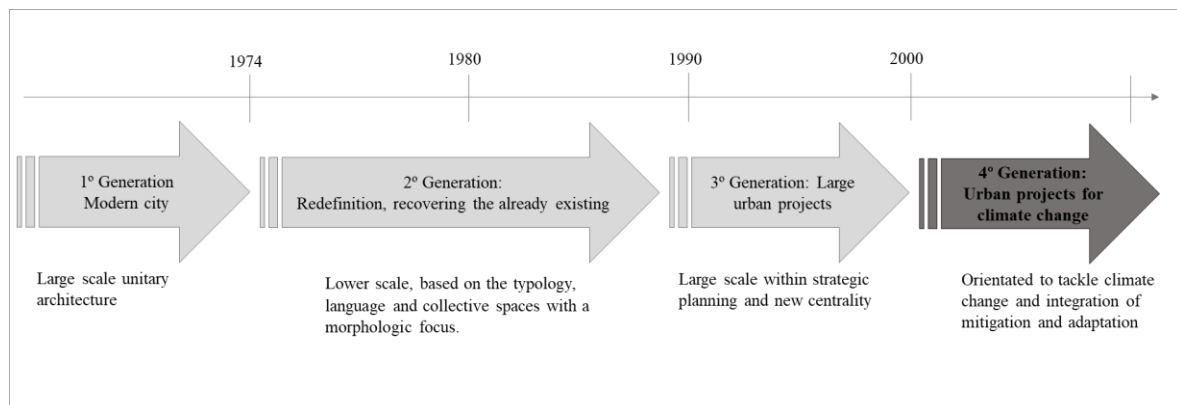 1974
1980
1990
2000
1º Generation
Modern city
2º Generation:
Redefinition, recovering the already existing
3º Generation: Large
urban projects
4º Generation:
Urban projects for
climate change
Large scale unitary
architecture
Lower scale, based on the typology,
language and collective spaces with a
morphologic focus.
Large scale within strategic
planning and new centrality
Orientated to tackle climate
change and integration of
mitigation and adaptation